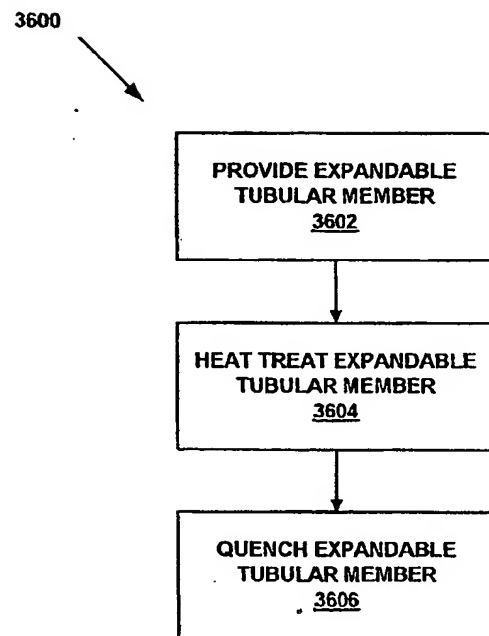 3600
PROVIDE EXPANDABLE
TUBULAR MEMBER
3602
HEAT TREAT EXPANDABLE
TUBULAR MEMBER
3604
QUENCH EXPANDABLE
TUBULAR MEMBER
3606